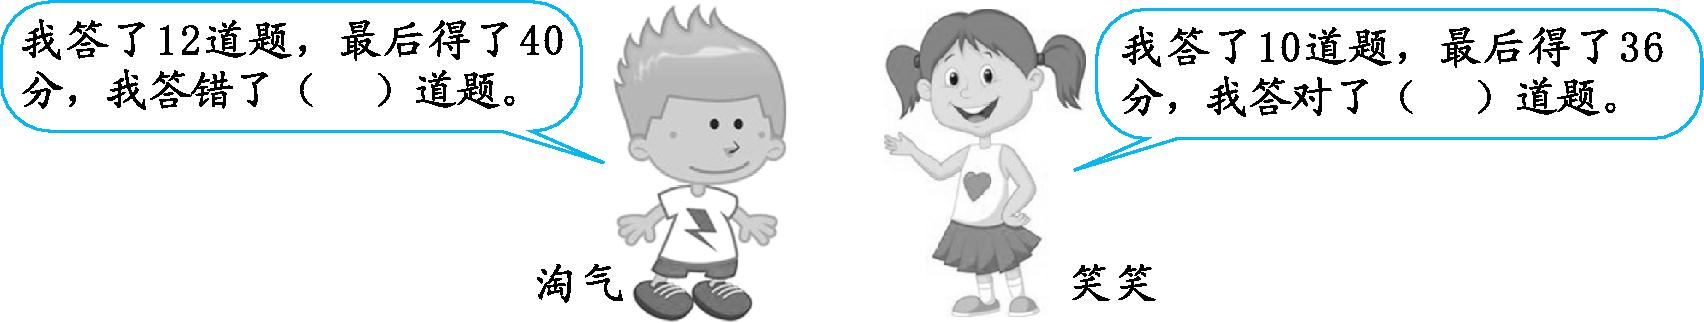 我答了12道题，最后得了40
分，我答错了（　）道题。
我答了10道题，最后得了36
分，我答对了（　）道题。
淘气
笑笑